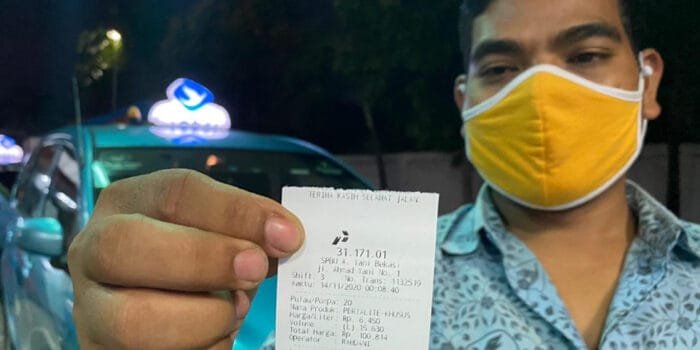 TERIMA KASIH SELAMAT JALAN
31.171.01
SPBU A. Yani Bekasi
Jl. Ahmad Yani No. 1
Shift: 3 No. Trans: 1132519
Waktu: 14/11/2020 00:08:40
Pulau/Pompa: 20
Nama Produk: PERTALITE-KHUSUS
Harga/Liter: Rp. 6,450
Volume : (L) 15.630
Total Harga: Rp. 100,814
Operator :